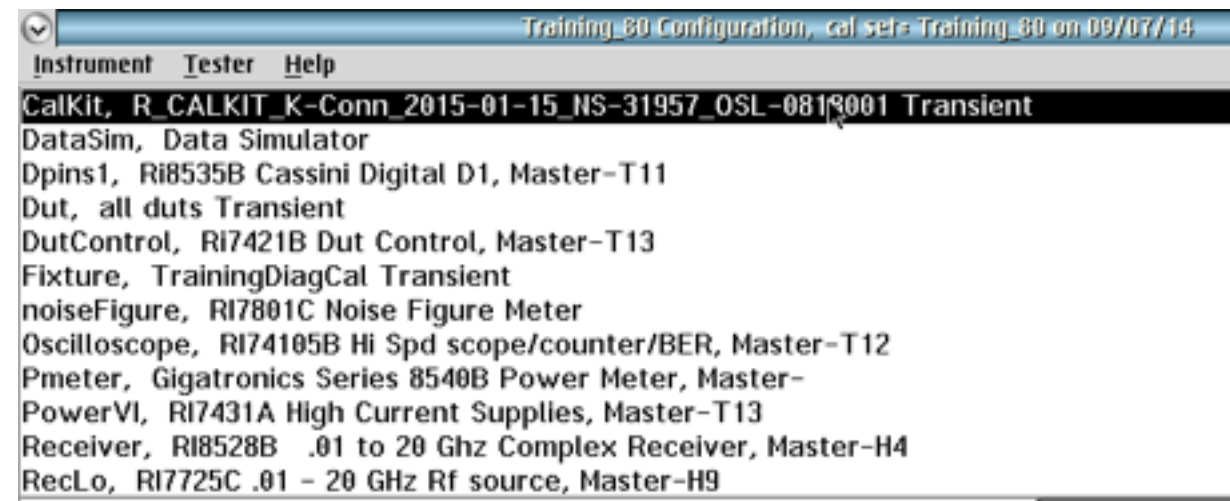 Training_80 Configuration, cal set= Training_80 on 09/07/14
Instrument Tester Help
CalKit, R_CALKIT_K-Conn_2015-01-15_NS-31957_OSL-0818001 Transient
DataSim, Data Simulator
Dpins1, Ri8535B Cassini Digital D1, Master-T11
Dut, all duts Transient
DutControl, Ri7421B Dut Control, Master-T13
Fixture, TrainingDiagCal Transient
noiseFigure, RI7801C Noise Figure Meter
Oscilloscope, RI74105B Hi Spd scope/counter/BER, Master-T12
Pmeter, Gigatronics Series 8540B Power Meter, Master-
PowerVI, RI7431A High Current Supplies, Master-T13
Receiver, RI8528B .01 to 20 Ghz Complex Receiver, Master-H4
RecLo, RI7725C .01 - 20 GHz Rf source, Master-H9